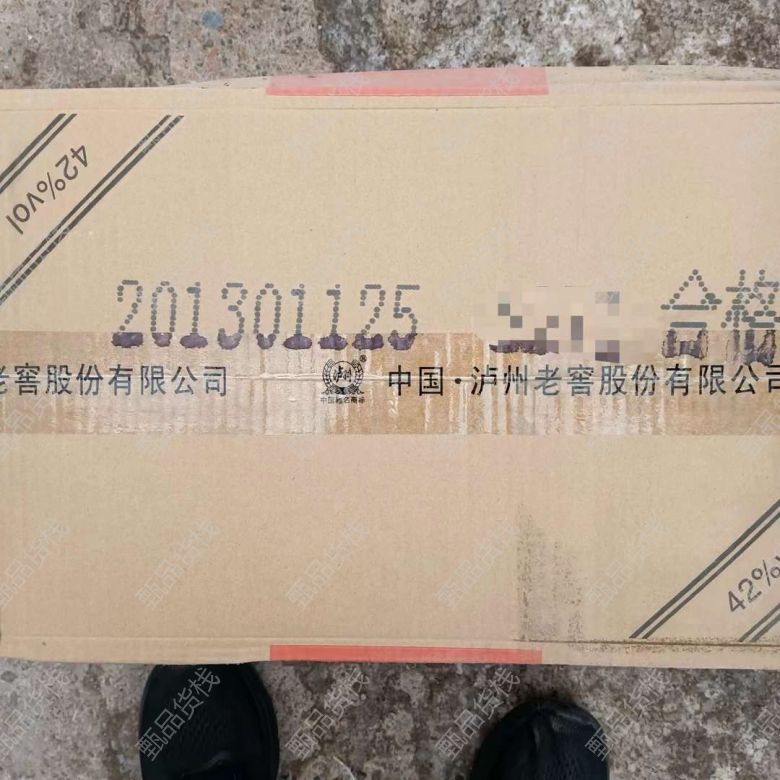 42%vol
201301125
合格
老窖股份有限公司
中国·泸州老窖股份有限公司
42%
甄品货栈